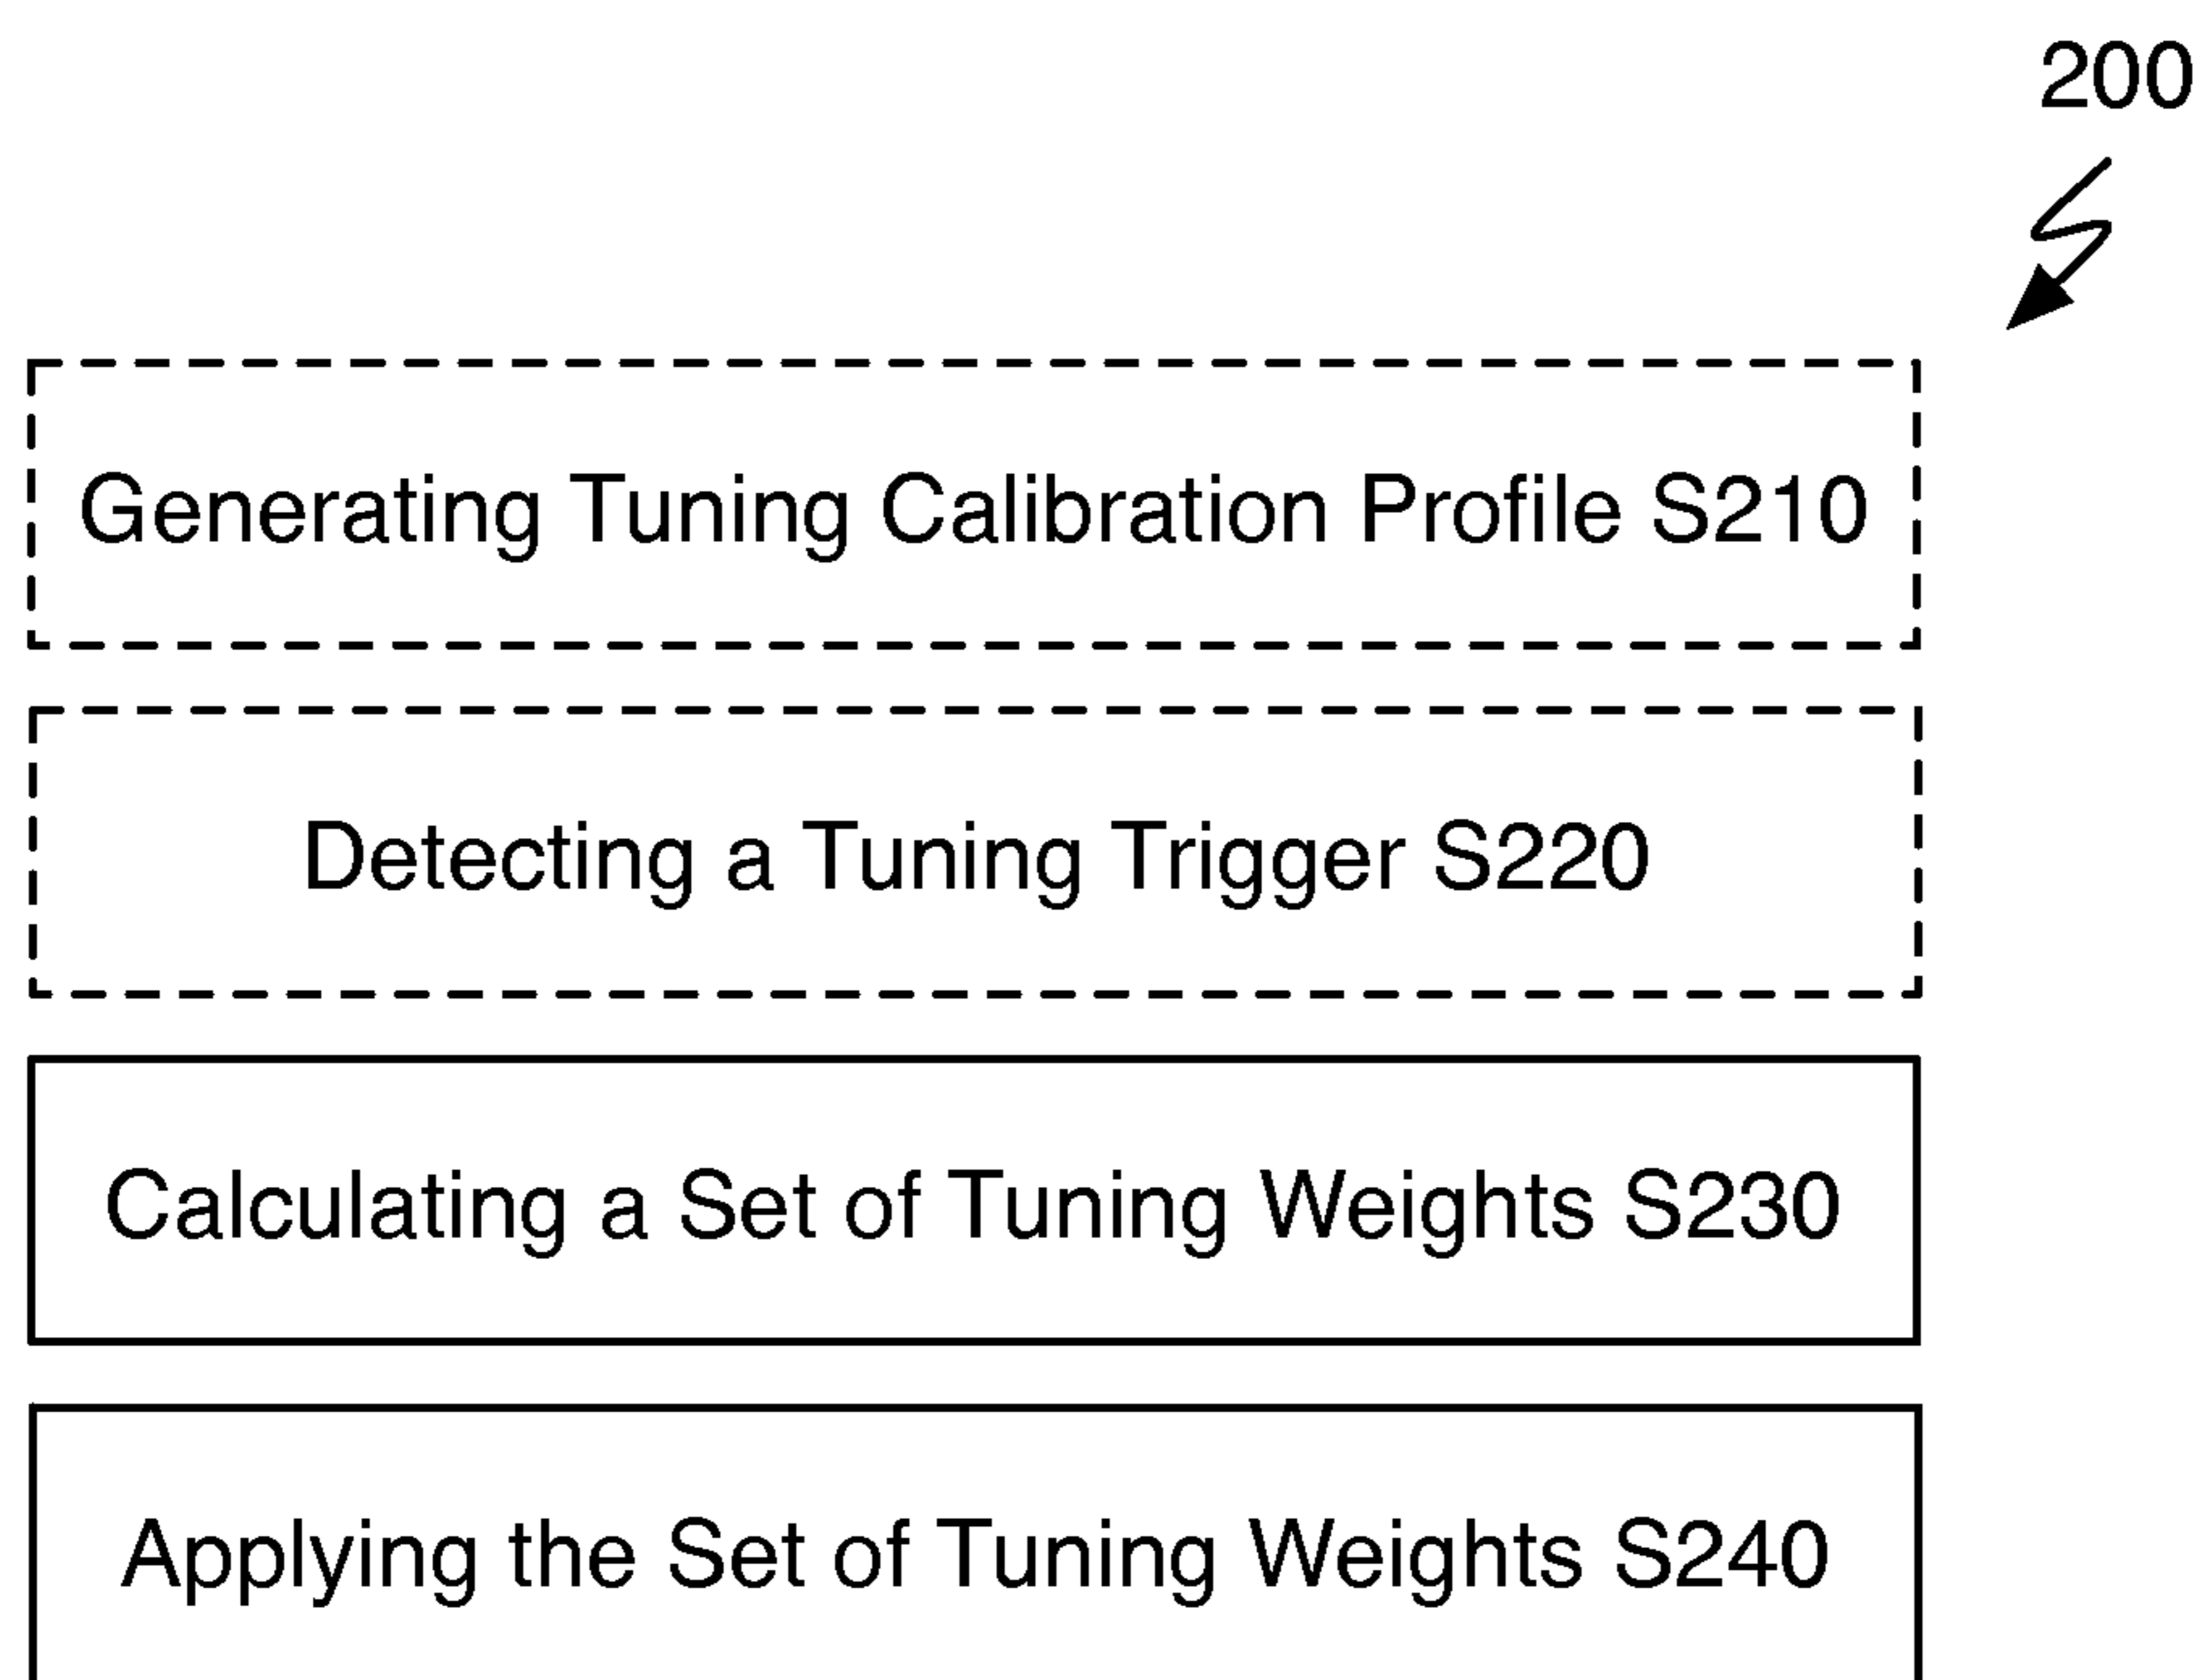 200
Generating Tuning Calibration Profile S210
Detecting a Tuning Trigger S220
Calculating a Set of Tuning Weights S230
Applying the Set of Tuning Weights S240